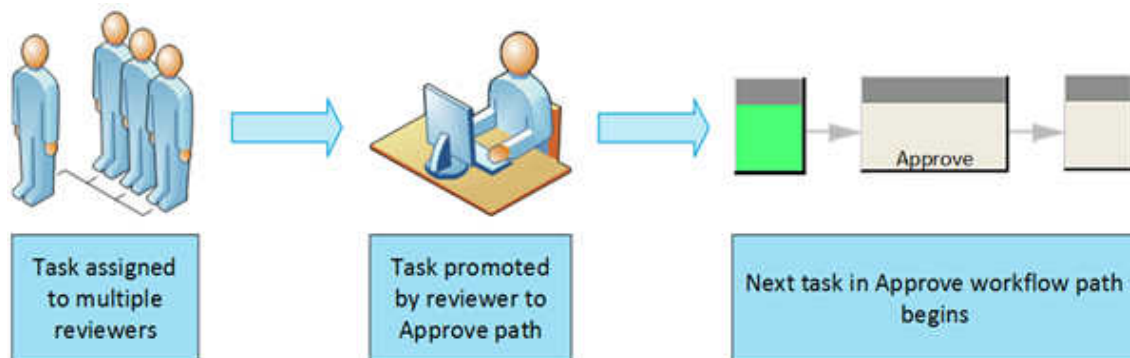 Approve
Task assigned
to multiple
reviewers
Task promoted
by reviewer to
Approve path
Next task in Approve workflow path
begins